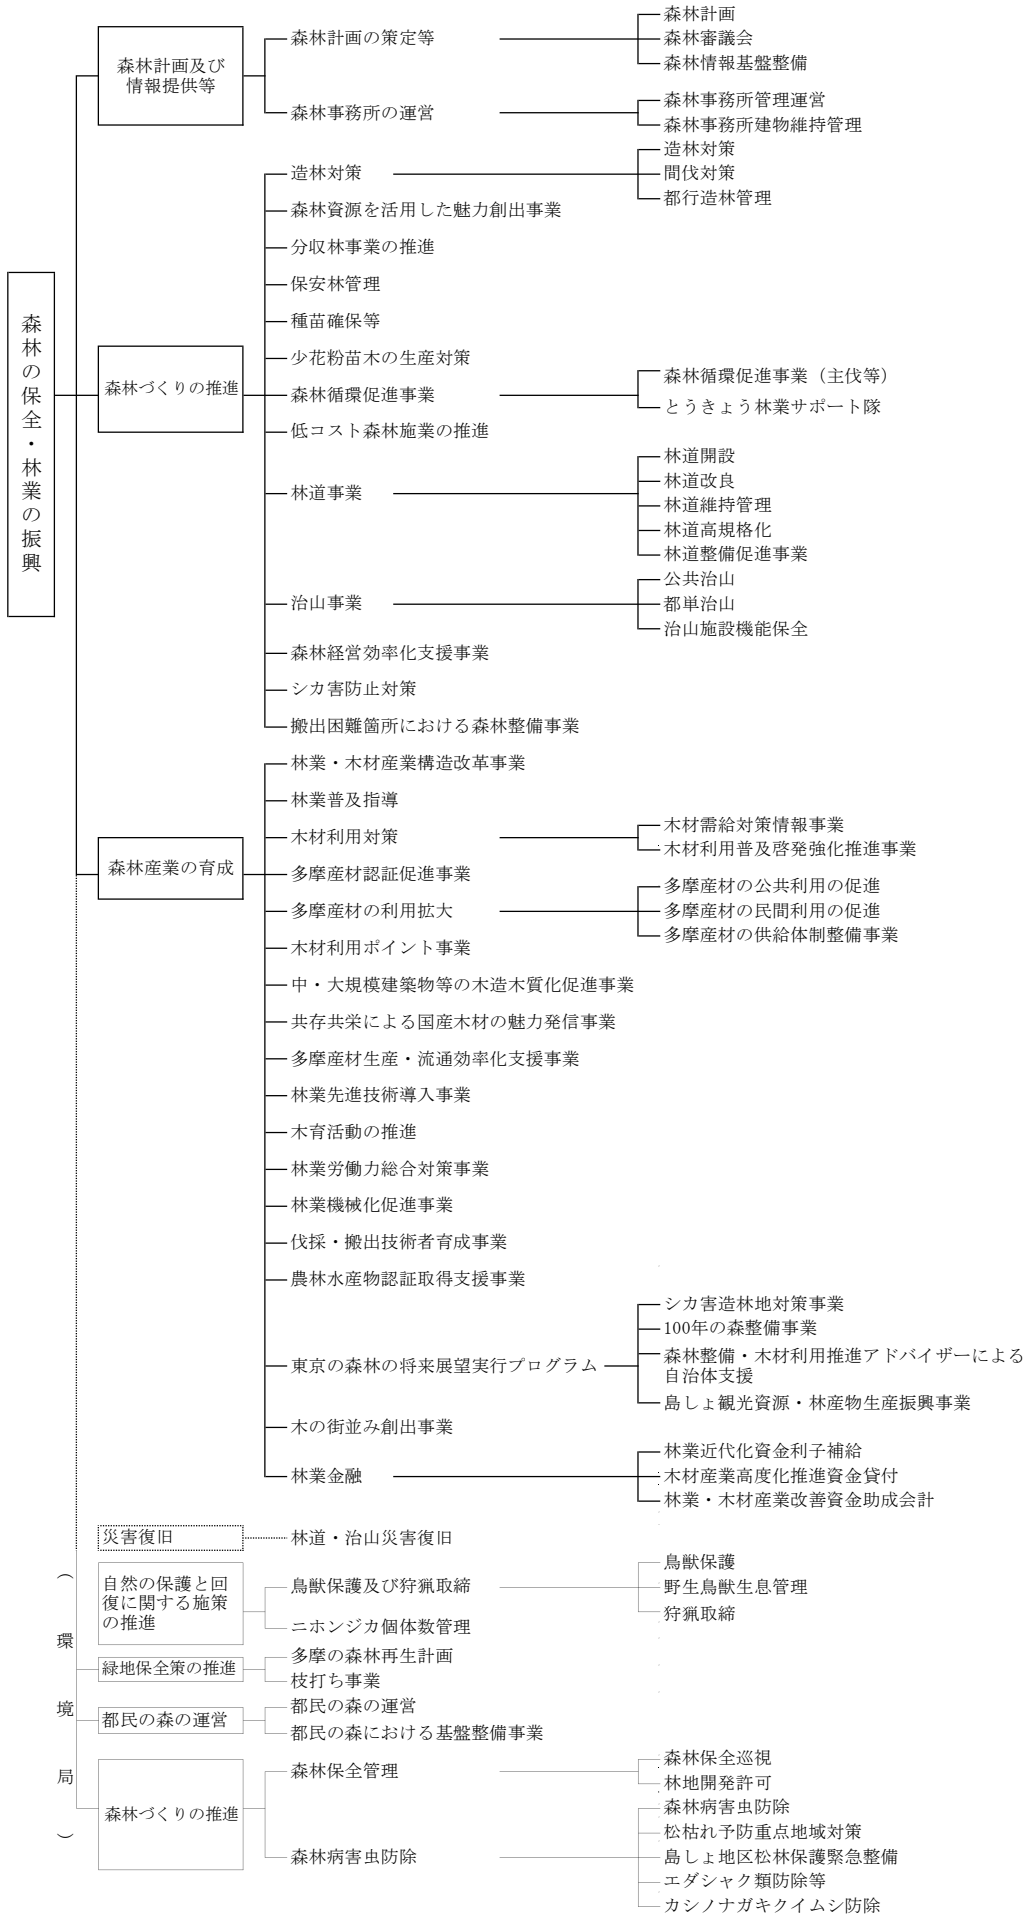 森林の保全・林業の振興
森林計画及び
情報提供等
森林計画の策定等
森林計画
森林審議会
森林情報基盤整備
森林事務所の運営
森林事務所管理運営
森林事務所建物維持管理
森林づくりの推進
造林対策
造林対策
間伐対策
都行造林管理
森林資源を活用した魅力創出事業
分収林事業の推進
保安林管理
種苗確保等
少花粉苗木の生産対策
森林循環促進事業
森林循環促進事業（主伐等）
とうきょう林業サポート隊
低コスト森林施業の推進
林道事業
林道開設
林道改良
林道維持管理
林道高規格化
林道整備促進事業
治山事業
公共治山
都単治山
治山施設機能保全
森林経営効率化支援事業
シカ害防止対策
搬出困難箇所における森林整備事業
森林産業の育成
林業・木材産業構造改革事業
林業普及指導
木材利用対策
木材需給対策情報事業
木材利用普及啓発強化推進事業
多摩産材認証促進事業
多摩産材の利用拡大
多摩産材の公共利用の促進
多摩産材の民間利用の促進
多摩産材の供給体制整備事業
木材利用ポイント事業
中・大規模建築物等の木造木質化促進事業
共存共栄による国産木材の魅力発信事業
多摩産材生産・流通効率化支援事業
林業先進技術導入事業
木育活動の推進
林業労働力総合対策事業
林業機械化促進事業
伐採・搬出技術者育成事業
農林水産物認証取得支援事業
東京の森林の将来展望実行プログラム
シカ害造林地対策事業
100年の森整備事業
森林整備・木材利用推進アドバイザーによる
自治体支援
島しょ観光資源・林産物生産振興事業
木の街並み創出事業
林業金融
林業近代化資金利子補給
木材産業高度化推進資金貸付
林業・木材産業改善資金助成会計
災害復旧
林道・治山災害復旧
（環境局）
自然の保護と回
復に関する施策
の推進
鳥獣保護及び狩猟取締
鳥獣保護
野生鳥獣生息管理
狩猟取締
ニホンジカ個体数管理
緑地保全策の推進
多摩の森林再生計画
枝打ち事業
都民の森の運営
都民の森の運営
都民の森における基盤整備事業
森林づくりの推進
森林保全管理
森林保全巡視
林地開発許可
森林病害虫防除
森林病害虫防除
松枯れ予防重点地域対策
島しょ地区松林保護緊急整備
エダシャク類防除等
カシノナガキクイムシ防除